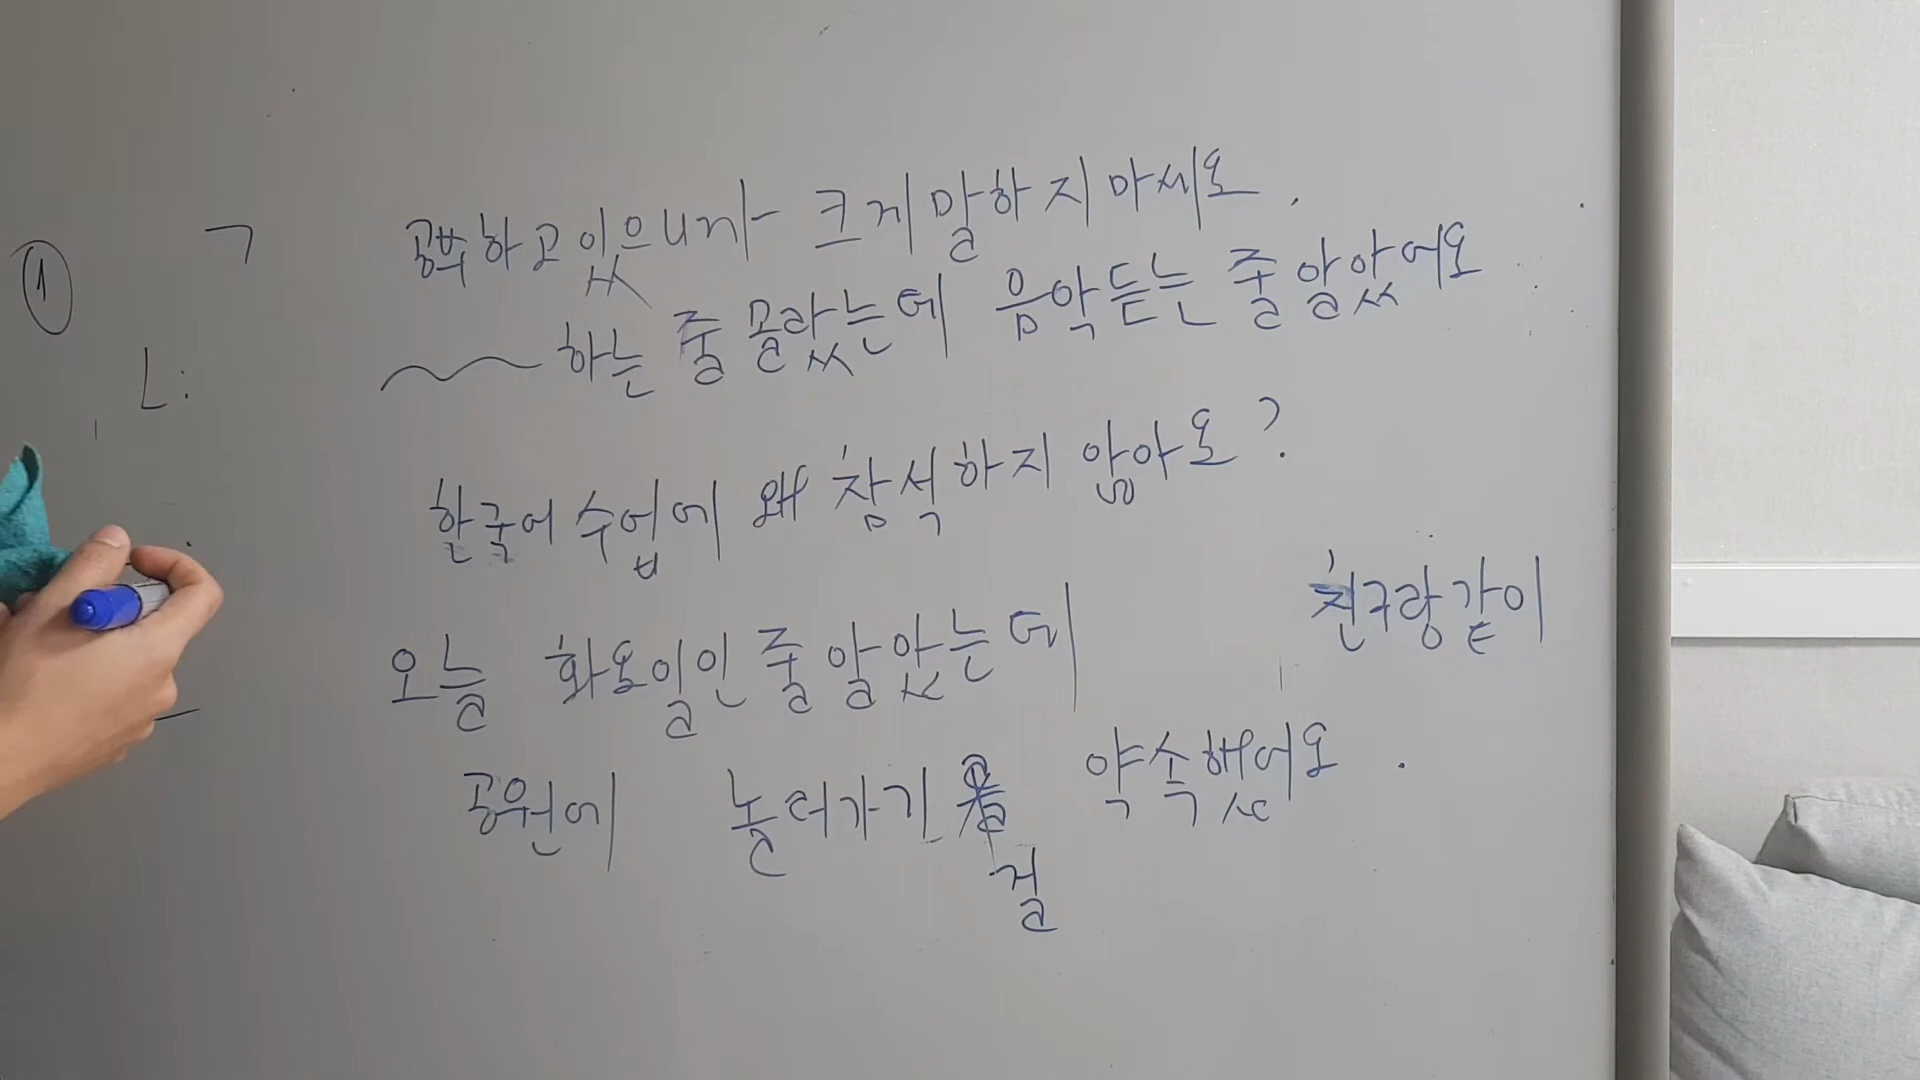 ① ㄱ 공부하고 있으니까 크게 말하지 마세요.
ㄴ: ~~ 하는 줄 몰랐는데 음악 듣는 줄 알았어요
한국어 수업에 왜 참석하지 않아요?
오늘 화요일인 줄 알았는데 친구랑 같이
공원에 놀러가기 약속했어요.
걸